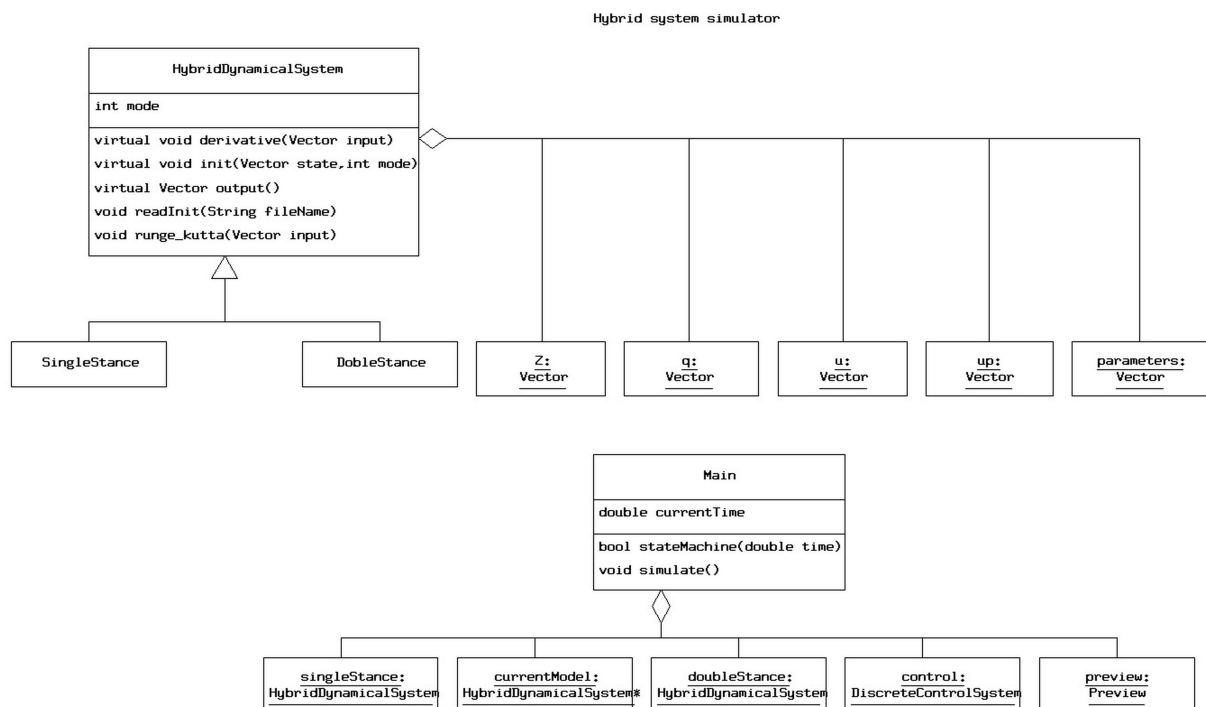 Hybrid system simulator
HybridDynamicalSystem
int mode
virtual void derivative(Vector input)
virtual void init(Vector state,int mode)
virtual Vector output()
void readInit(String fileName)
void runge_kutta(Vector input)
SingleStance
DobleStance
Z:
Vector
q:
Vector
u:
Vector
up:
Vector
parameters:
Vector
Main
double currentTime
bool stateMachine(double time)
void simulate()
singleStance:
HybridDynamicalSystem
currentModel:
HybridDynamicalSystem*
doubleStance:
HybridDynamicalSystem
control:
DiscreteControlSystem
preview:
Preview